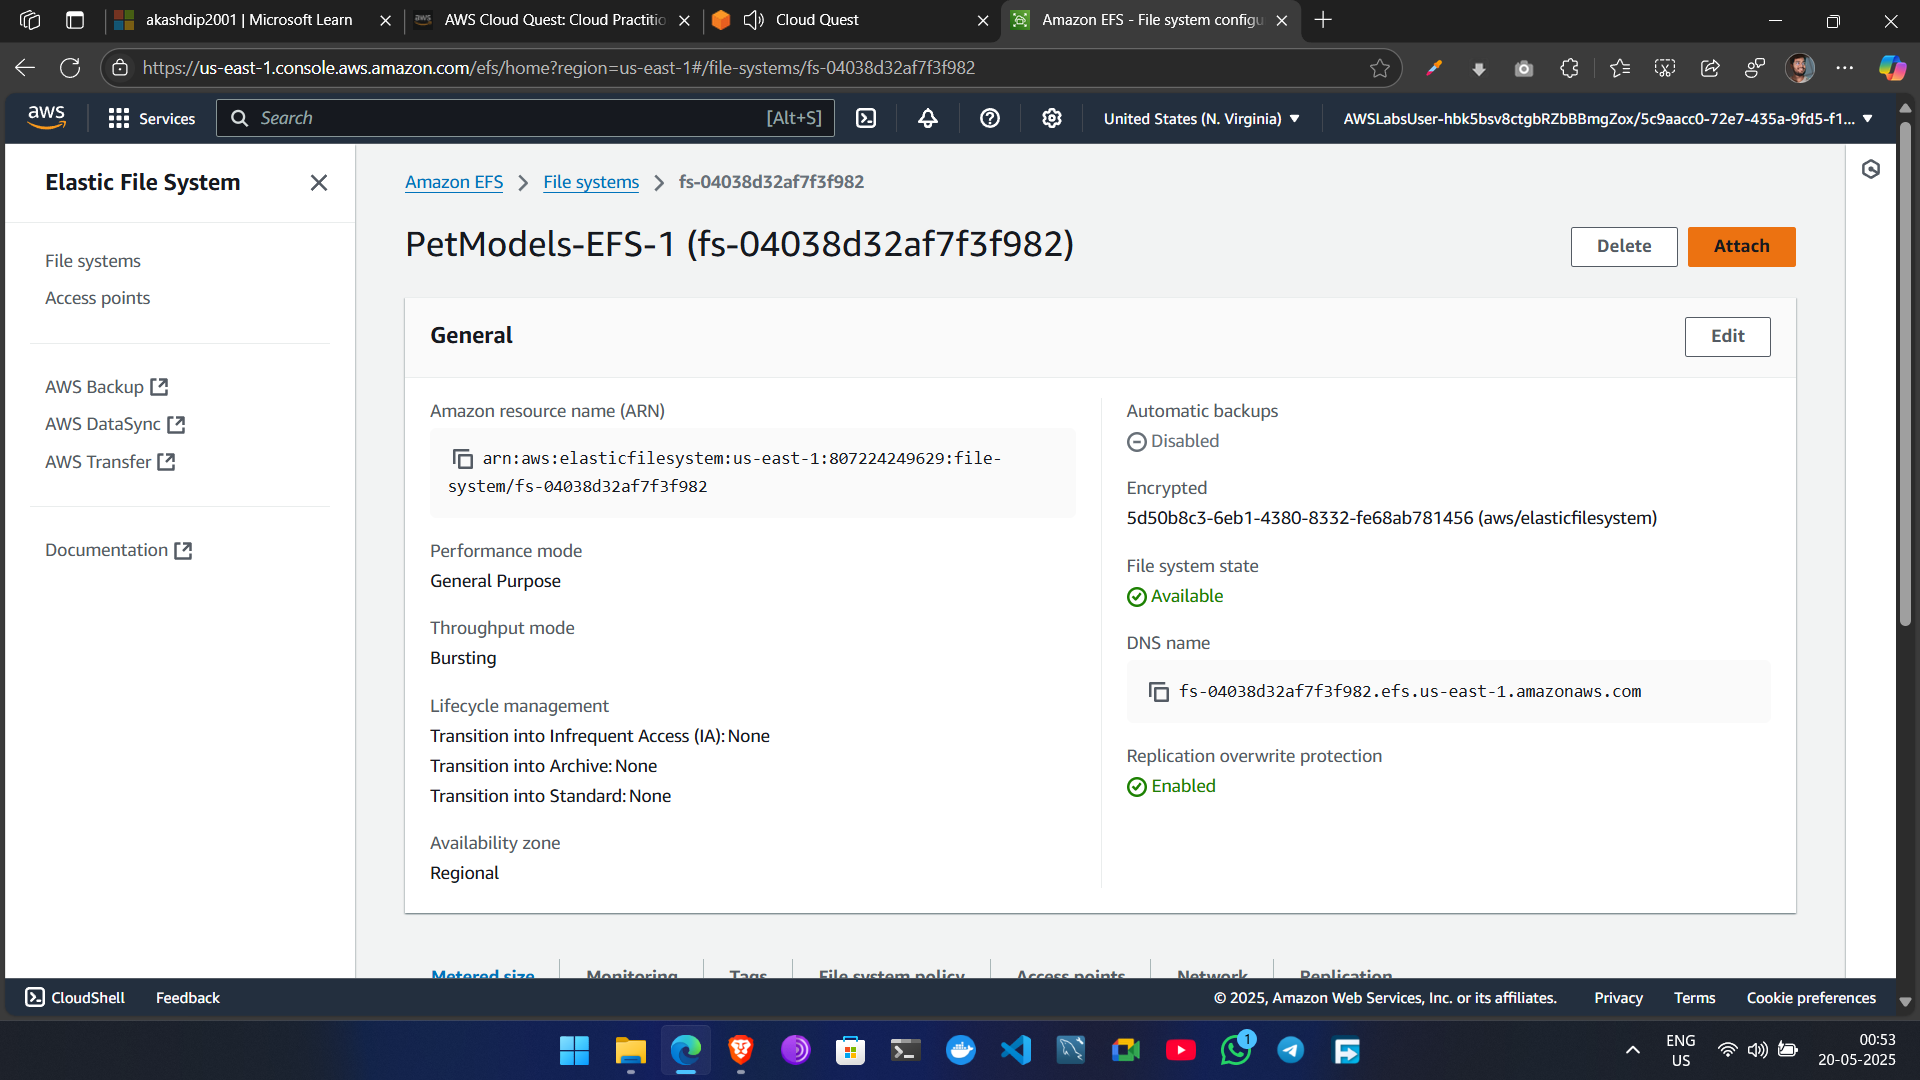 akashdip2001 | Microsoft Learn
AWS Cloud Quest: Cloud Practitio
Cloud Quest
Amazon EFS - File system configu
https://us-east-1.console.aws.amazon.com/efs/home?region=us-east-1#/file-systems/fs-04038d32af7f3f982
aws
Services
Search
[Alt+S]
United States (N. Virginia)
AWSLabsUser-hbk5bsv8ctgbRZbBBmgZox/5c9aacc0-72e7-435a-9fd5-f1...
Elastic File System
File systems
Access points
AWS Backup
AWS DataSync
AWS Transfer
Documentation
Amazon EFS
File systems
fs-04038d32af7f3f982
PetModels-EFS-1 (fs-04038d32af7f3f982)
Delete
Attach
General
Edit
Amazon resource name (ARN)
arn:aws:elasticfilesystem:us-east-1:807224249629:file-
system/fs-04038d32af7f3f982
Performance mode
General Purpose
Throughput mode
Bursting
Lifecycle management
Transition into Infrequent Access (IA): None
Transition into Archive: None
Transition into Standard: None
Availability zone
Regional
Automatic backups
Disabled
Encrypted
5d50b8c3-6eb1-4380-8332-fe68ab781456 (aws/elasticfilesystem)
File system state
Available
DNS name
fs-04038d32af7f3f982.efs.us-east-1.amazonaws.com
Replication overwrite protection
Enabled
Metered size
Monitoring
Tags
File system policy
Access points
Network
Replication
CloudShell
Feedback
© 2025, Amazon Web Services, Inc. or its affiliates.
Privacy
Terms
Cookie preferences
1
ENG
US
00:53
20-05-2025